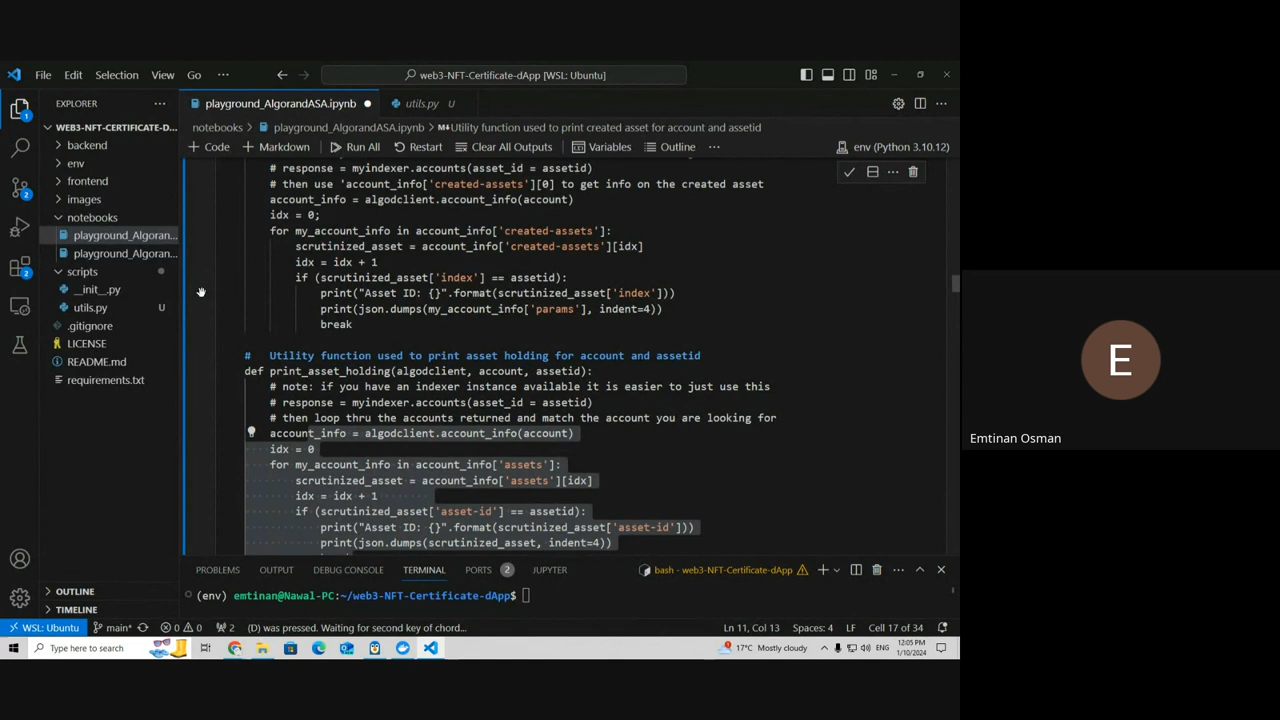 File Edit Selection View Go ··· web3-NFT-Certificate-dApp [WSL: Ubuntu]
EXPLORER ···
WEB3-NFT-CERTIFICATE-D...
backend
env
frontend
images
notebooks
playground_Algoran...
playground_Algoran...
scripts
__init__.py
utils.py U
.gitignore
LICENSE
README.md
requirements.txt
OUTLINE
TIMELINE
playground_AlgorandASA.ipynb utils.py U
notebooks > playground_AlgorandASA.ipynb > M↓Utility function used to print created asset for account and assetid
+ Code + Markdown Run All Restart Clear All Outputs Variables Outline ··· env (Python 3.10.12)
# response = myindexer.accounts(asset_id = assetid)
# then use 'account_info['created-assets'][0] to get info on the created asset
account_info = algodclient.account_info(account)
idx = 0;
for my_account_info in account_info['created-assets']:
scrutinized_asset = account_info['created-assets'][idx]
idx = idx + 1
if (scrutinized_asset['index'] == assetid):
print("Asset ID: {}".format(scrutinized_asset['index']))
print(json.dumps(my_account_info['params'], indent=4))
break
# Utility function used to print asset holding for account and assetid
def print_asset_holding(algodclient, account, assetid):
# note: if you have an indexer instance available it is easier to just use this
# response = myindexer.accounts(asset_id = assetid)
# then loop thru the accounts returned and match the account you are looking for
account_info = algodclient.account_info(account)
idx = 0
for my_account_info in account_info['assets']:
scrutinized_asset = account_info['assets'][idx]
idx = idx + 1
if (scrutinized_asset['asset-id'] == assetid):
print("Asset ID: {}".format(scrutinized_asset['asset-id']))
print(json.dumps(scrutinized_asset, indent=4))
PROBLEMS OUTPUT DEBUG CONSOLE TERMINAL PORTS 2 JUPYTER bash - web3-NFT-Certificate-dApp
(env) emtinan@Nawal-PC:~/web3-NFT-Certificate-dApp$
WSL: Ubuntu main* 0 0 2 (D) was pressed. Waiting for second key of chord... Ln 11, Col 13 Spaces: 4 LF Cell 17 of 34
Type here to search 17°C Mostly cloudy ENG 12:05 PM
1/10/2024
E
Emtinan Osman